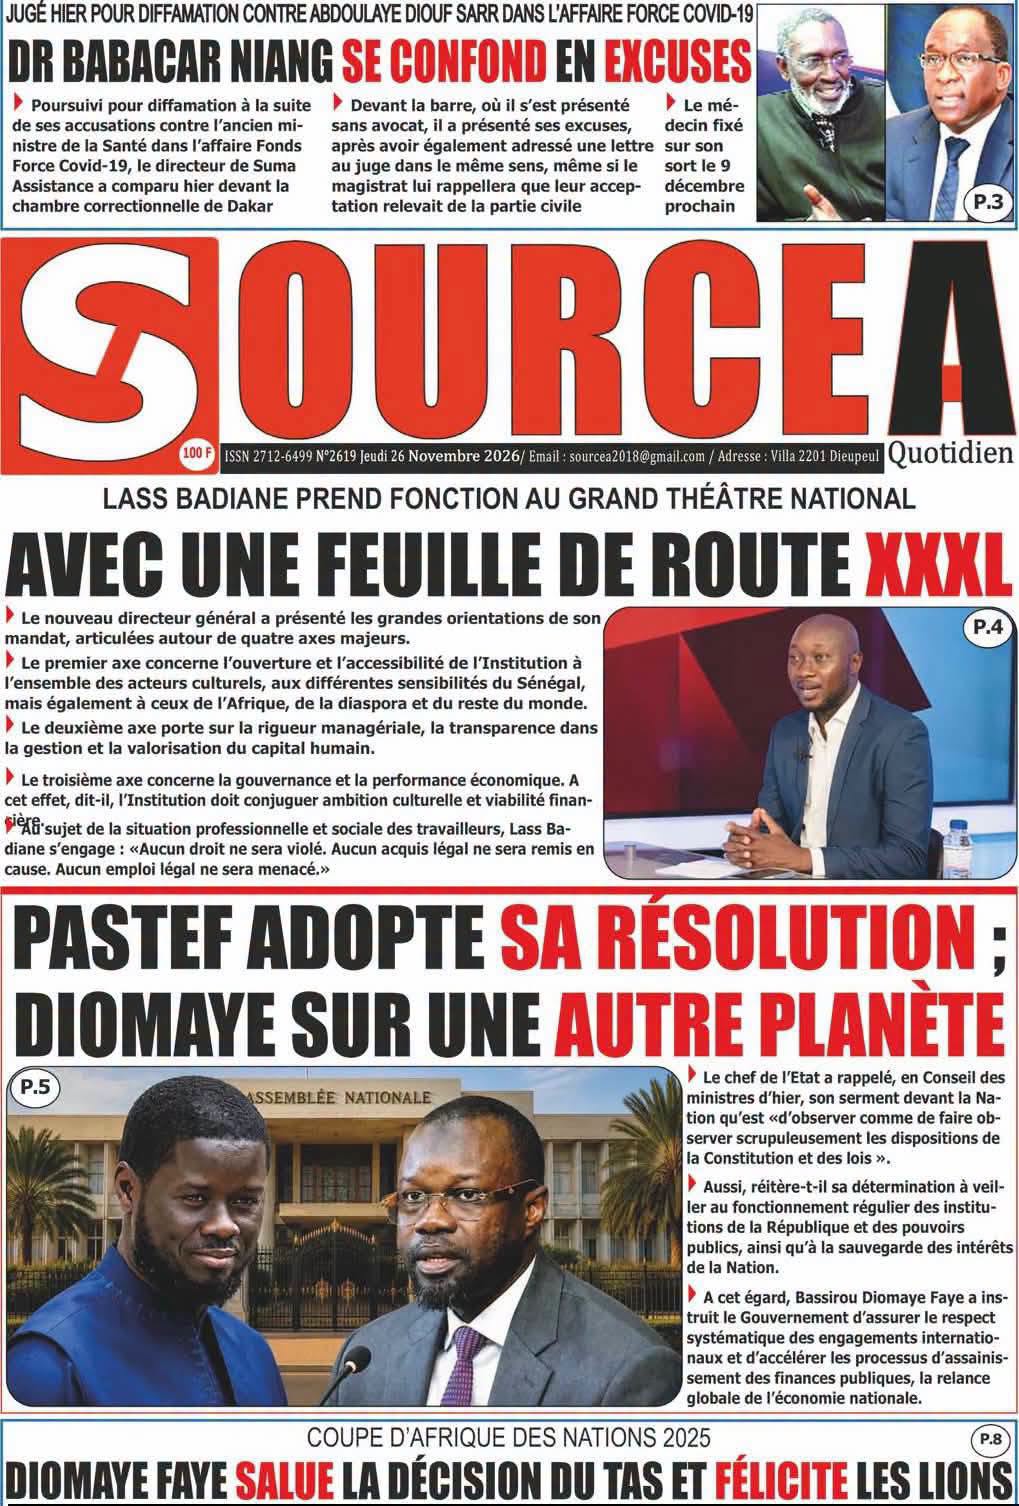 JUGÉ HIER POUR DIFFAMATION CONTRE ABDOULAYE DIOUF SARR DANS L'AFFAIRE FORCE COVID-19
DR BABACAR NIANG SE CONFOND EN EXCUSES
Poursuivi pour diffamation à la suite
de ses accusations contre l'ancien mi-
nistre de la Santé dans l'affaire Fonds
Force Covid-19, le directeur de Suma
Assistance a comparu hier devant la
chambre correctionnelle de Dakar
Devant la barre, où il s'est présenté
sans avocat, il a présenté ses excuses,
après avoir également adressé une lettre
au juge dans le même sens, même si le
magistrat lui rappellera que leur accep-
tation relevait de la partie civile
Le mé-
decin fixé
sur son
sort le 9
décembre
prochain
P.3
SOURCE A
100 F
ISSN 2712-6499 N°2619 Jeudi 26 Novembre 2026/ Email : sourcea2018@gmail.com / Adresse : Villa 2201 Dieupeul
Quotidien
LASS BADIANE PREND FONCTION AU GRAND THÉÂTRE NATIONAL
AVEC UNE FEUILLE DE ROUTE XXXL
Le nouveau directeur général a présenté les grandes orientations de son
mandat, articulées autour de quatre axes majeurs.
Le premier axe concerne l'ouverture et l'accessibilité de l'Institution à
l'ensemble des acteurs culturels, aux différentes sensibilités du Sénégal,
mais également à ceux de l'Afrique, de la diaspora et du reste du monde.
Le deuxième axe porte sur la rigueur managériale, la transparence dans
la gestion et la valorisation du capital humain.
Le troisième axe concerne la gouvernance et la performance économique. A
cet effet, dit-il, l'Institution doit conjuguer ambition culturelle et viabilité finan-
cière.
Au sujet de la situation professionnelle et sociale des travailleurs, Lass Ba-
diane s'engage : «Aucun droit ne sera violé. Aucun acquis légal ne sera remis en
cause. Aucun emploi légal ne sera menacé.»
P.4
PASTEF ADOPTE SA RÉSOLUTION ;
DIOMAYE SUR UNE AUTRE PLANÈTE
P.5
ASSEMBLÉE NATIONALE
Le chef de l'Etat a rappelé, en Conseil des
ministres d'hier, son serment devant la Na-
tion qu'est «d'observer comme de faire ob-
server scrupuleusement les dispositions de
la Constitution et des lois ».
Aussi, réitère-t-il sa détermination à veil-
ler au fonctionnement régulier des institu-
tions de la République et des pouvoirs
publics, ainsi qu'à la sauvegarde des intérêts
de la Nation.
A cet égard, Bassirou Diomaye Faye a ins-
truit le Gouvernement d'assurer le respect
systématique des engagements internatio-
naux et d'accélérer les processus d'assainis-
sement des finances publiques, la relance
globale de l'économie nationale.
COUPE D'AFRIQUE DES NATIONS 2025
P.8
DIOMAYE FAYE SALUE LA DÉCISION DU TAS ET FÉLICITE LES LIONS